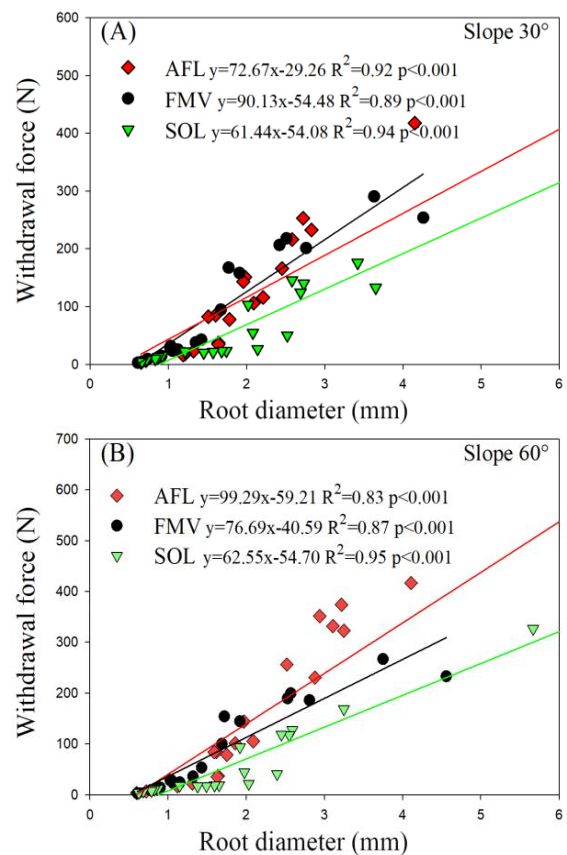 (A)
Slope 30°
AFL y=72.67x-29.26 R²=0.92 p<0.001
FMV y=90.13x-54.48 R²=0.89 p<0.001
SOL y=61.44x-54.08 R²=0.94 p<0.001
Withdrawal force (N)
600
500
400
300
200
100
0
0 1 2 3 4 5 6
Root diameter (mm)
(B)
Slope 60°
AFL y=99.29x-59.21 R²=0.83 p<0.001
FMV y=76.69x-40.59 R²=0.87 p<0.001
SOL y=62.55x-54.70 R²=0.95 p<0.001
Withdrawal force (N)
700
600
500
400
300
200
100
0
0 1 2 3 4 5 6
Root diameter (mm)